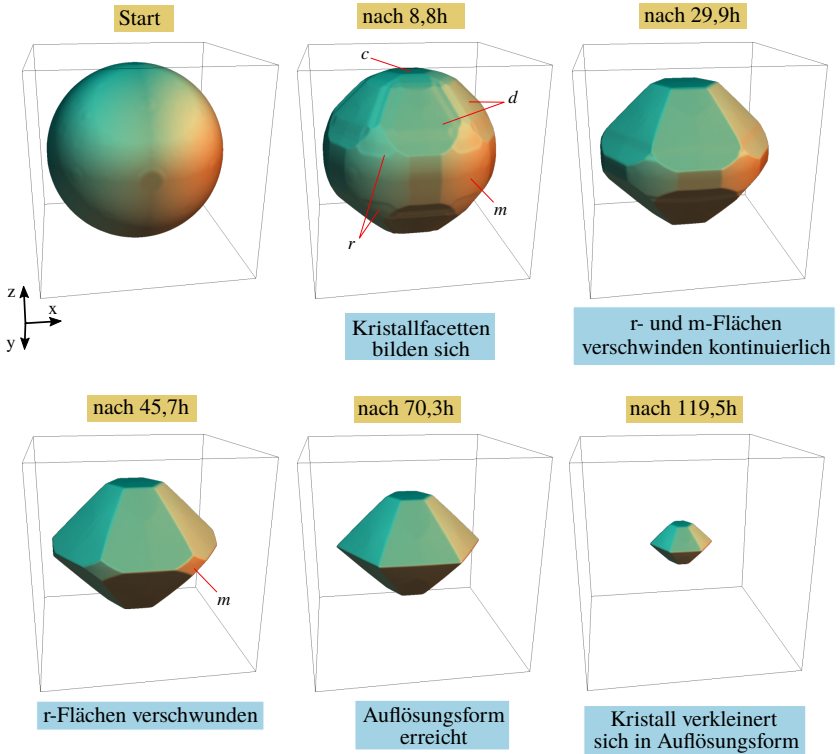 Start
nach 8,8h
nach 29,9h
c
d
m
r
z
x
y
Kristallfacetten
bilden sich
r- und m-Flächen
verschwinden kontinuierlich
nach 45,7h
nach 70,3h
nach 119,5h
m
r-Flächen verschwunden
Auflösungsform
erreicht
Kristall verkleinert
sich in Auflösungsform